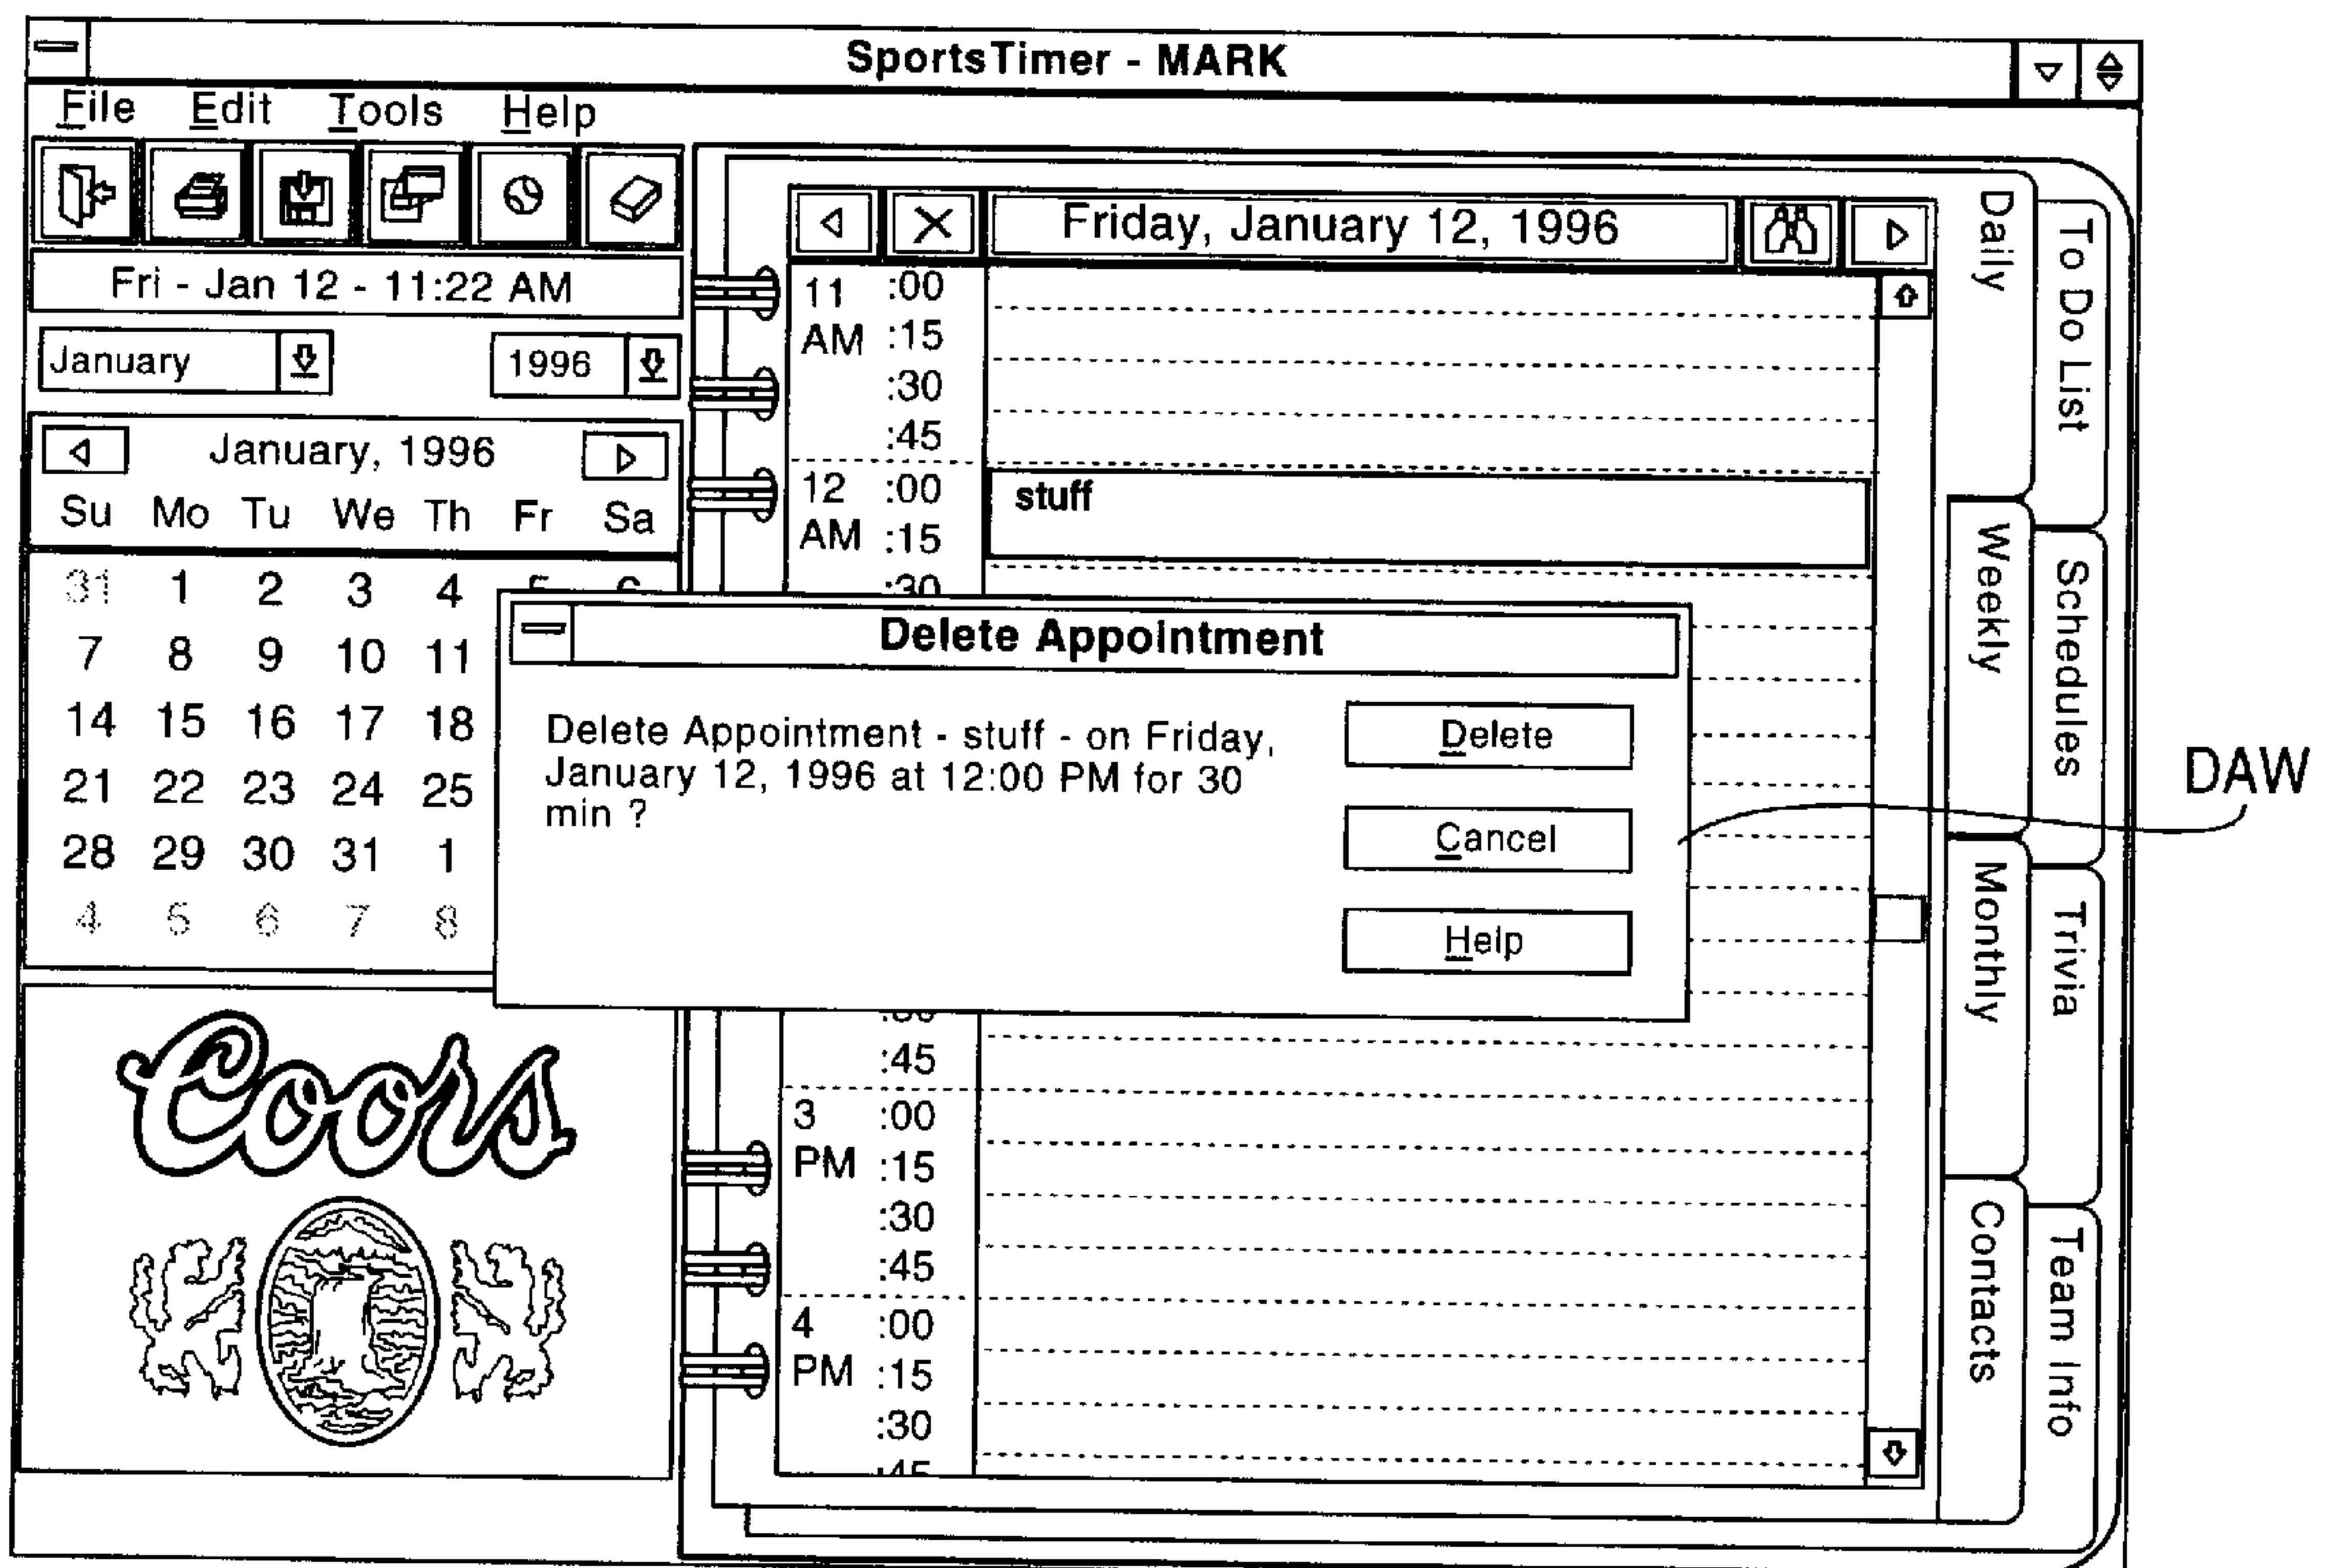 SportsTimer - MARK
File Edit Tools Help
Fri - Jan 12 - 11:22 AM
January 1996
January, 1996
Su Mo Tu We Th Fr Sa
31 1 2 3 4
7 8 9 10 11
14 15 16 17 18
21 22 23 24 25
28 29 30 31 1
4 5 6 7 8
Coors
Friday, January 12, 1996
11 :00
AM :15
:30
:45
12 :00 stuff
AM :15
:30
Delete Appointment
Delete Appointment - stuff - on Friday,
January 12, 1996 at 12:00 PM for 30
min ?
Delete
Cancel
Help
:45
3 :00
PM :15
:30
:45
4 :00
PM :15
:30
:45
Daily
Weekly
Monthly
Contacts
To Do List
Schedules
Trivia
Team Info
DAW